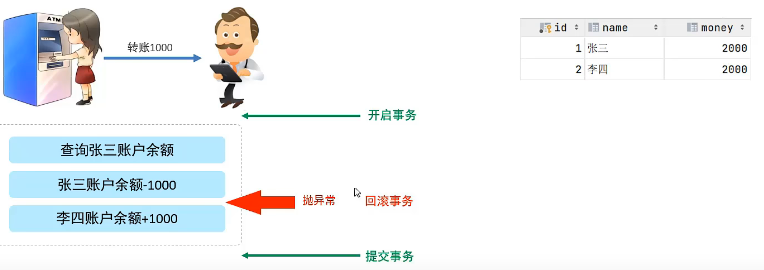 ATM
转账1000
id name money
1 张三 2000
2 李四 2000
开启事务
查询张三账户余额
张三账户余额-1000
抛异常 回滚事务
李四账户余额+1000
提交事务